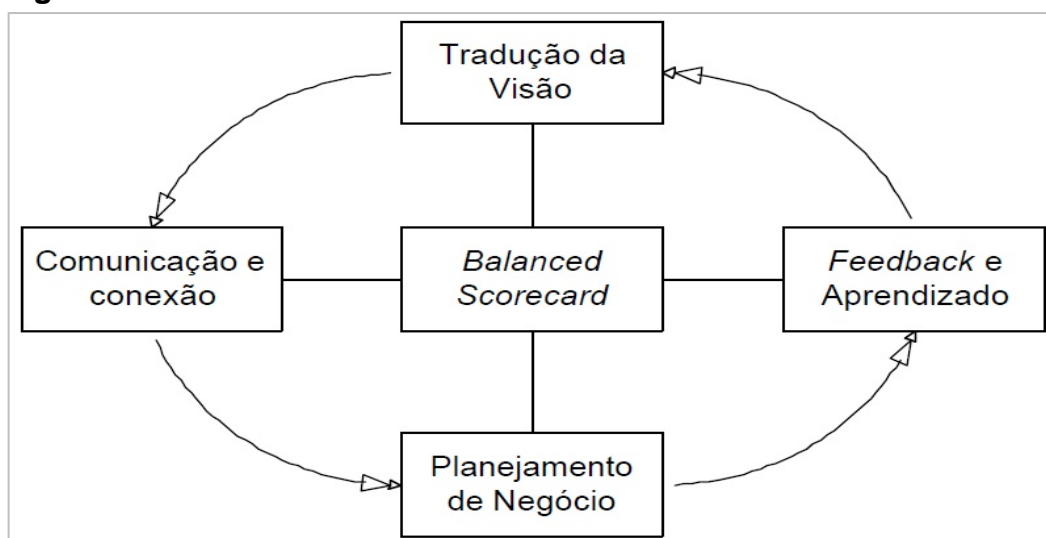 Tradução da
Visão
Comunicação e
conexão
Balanced
Scorecard
Feedback e
Aprendizado
Planejamento
de Negócio